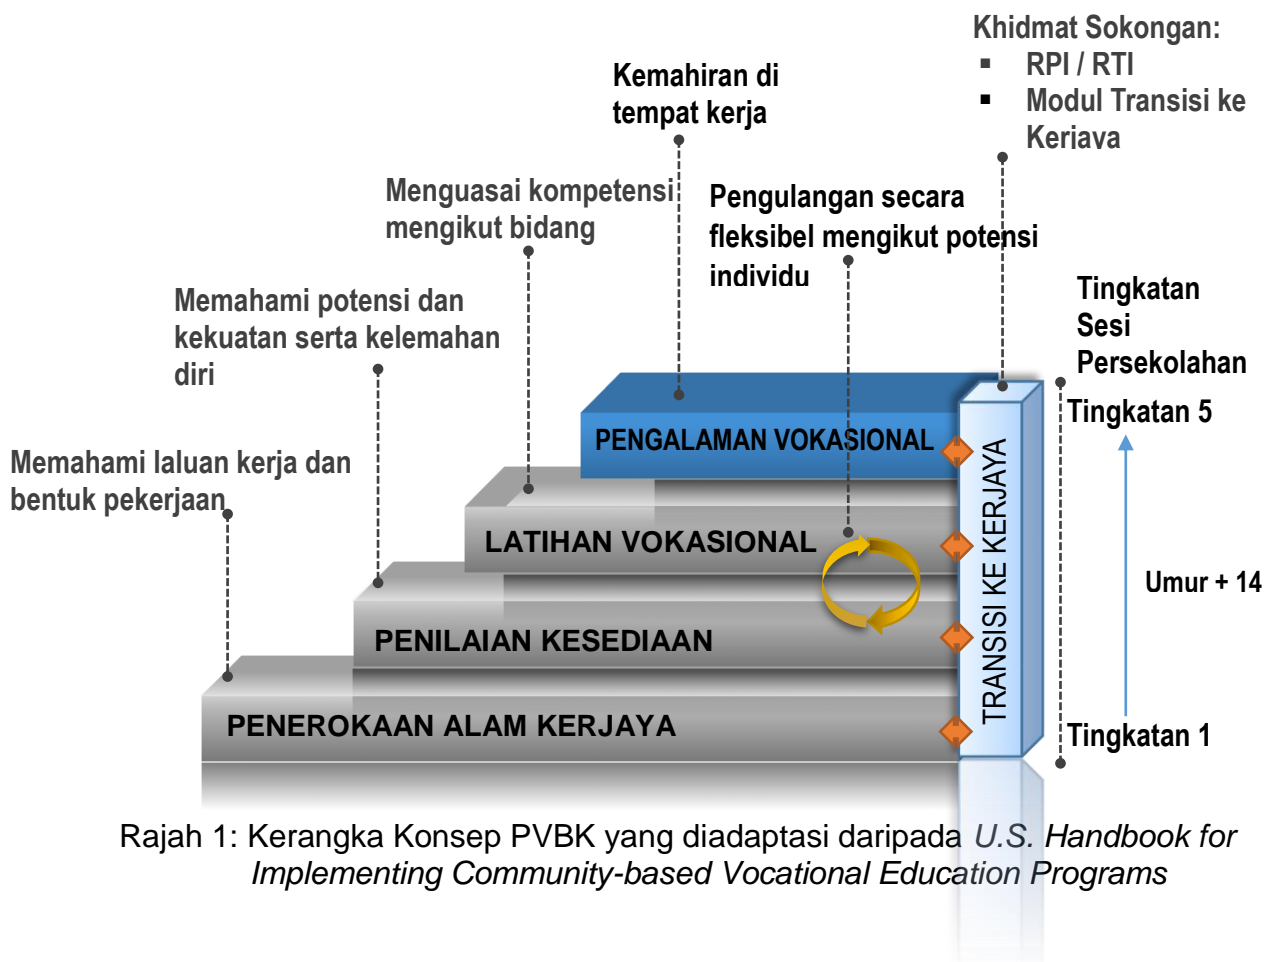 Khidmat Sokongan:
▪ RPI / RTI
▪ Modul Transisi ke
Kerjaya
Kemahiran di
tempat kerja
Menguasai kompetensi
mengikut bidang
Pengulangan secara
fleksibel mengikut potensi
individu
Memahami potensi dan
kekuatan serta kelemahan
diri
Memahami laluan kerja dan
bentuk pekerjaan
Tingkatan
Sesi
Persekolahan
Tingkatan 5
Umur + 14
Tingkatan 1
PENGALAMAN VOKASIONAL
LATIHAN VOKASIONAL
PENILAIAN KESEDIAAN
PENEROKAAN ALAM KERJAYA
TRANSISI KE KERJAYA
Rajah 1: Kerangka Konsep PVBK yang diadaptasi daripada U.S. Handbook for
Implementing Community-based Vocational Education Programs